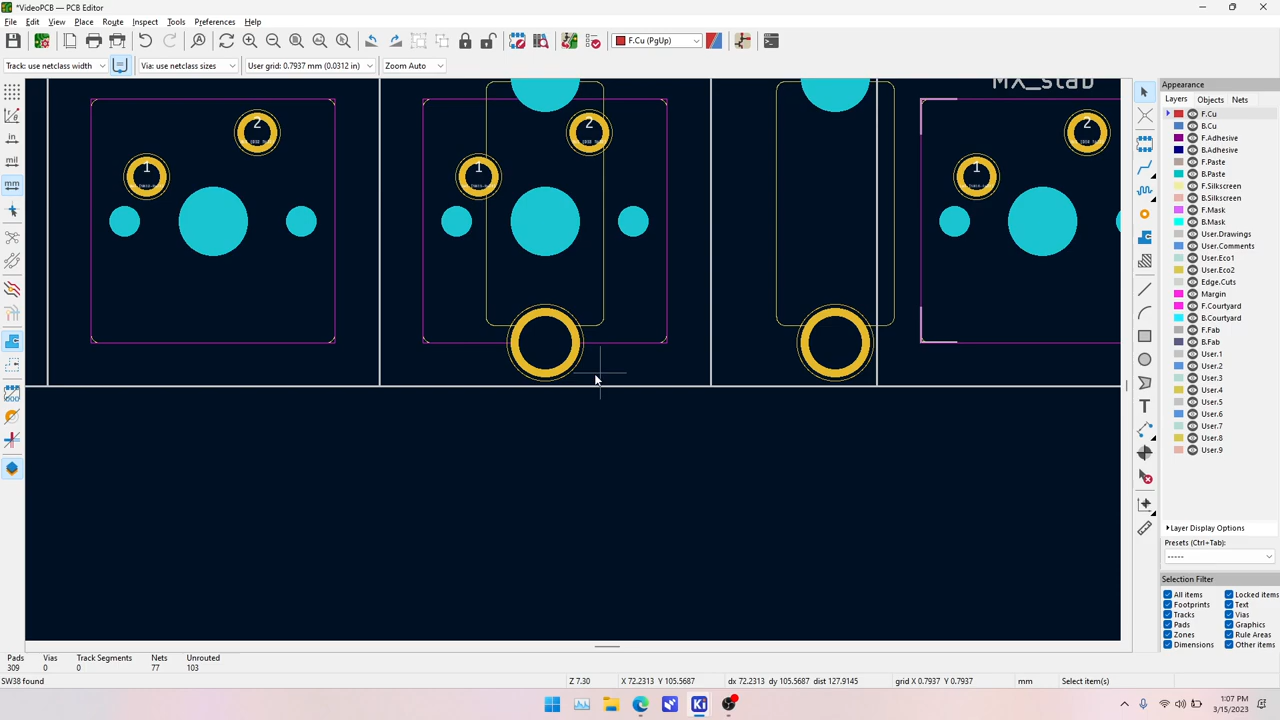 *VideoPCB — PCB Editor
File Edit View Place Route Inspect Tools Preferences Help
F.Cu (PgUp)
Track: use netclass width Via: use netclass sizes User grid: 0.7937 mm (0.0312 in) Zoom Auto
in
mil
mm
MX_stab
2 2 2
1 1 1
Appearance
Layers Objects Nets
F.Cu
B.Cu
F.Adhesive
B.Adhesive
F.Paste
B.Paste
F.Silkscreen
B.Silkscreen
F.Mask
B.Mask
User.Drawings
User.Comments
User.Eco1
User.Eco2
Edge.Cuts
Margin
F.Courtyard
B.Courtyard
F.Fab
B.Fab
User.1
User.2
User.3
User.4
User.5
User.6
User.7
User.8
User.9
Layer Display Options
Presets (Ctrl+Tab):
-----
Selection Filter
All items Locked items
Footprints Text
Tracks Vias
Pads Graphics
Zones Rule Areas
Dimensions Other items
Pads Vias Track Segments Nets Unrouted
309 0 0 77 103
SW38 found Z 7.30 X 72.2313 Y 105.5687 dx 72.2313 dy 105.5687 dist 127.9145 grid X 0.7937 Y 0.7937 mm Select item(s)
Ki
1:07 PM
3/15/2023